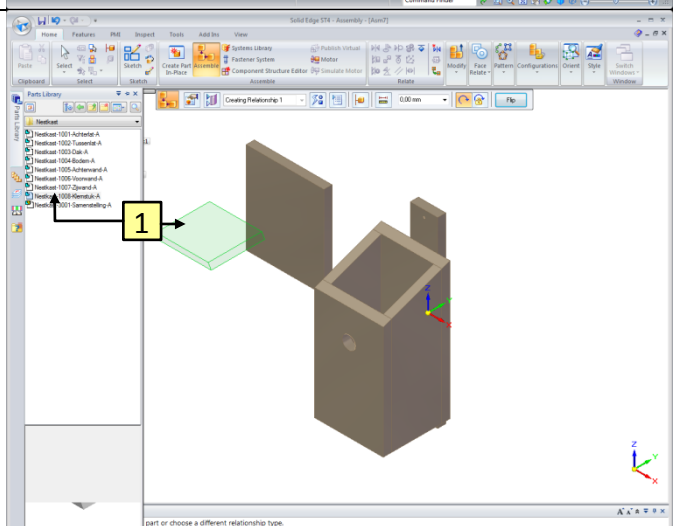 Command Finder
Solid Edge ST4 - Assembly - [Asm7]
Home Features PMI Inspect Tools Add Ins View
Paste
Clipboard
Select
Select
Sketch
Sketch
Create Part In-Place
Assemble
Systems Library
Fastener System
Component Structure Editor
Publish Virtual
Motor
Simulate Motor
Assemble
Relate
Modify
Face Relate
Pattern
Configurations
Orient
Style
Switch Windows
Window
Parts Library
Creating Relationship 1
0,00 mm
Flip
Parts Library
Nestkast
Nestkast-1001-Achterlat-A
Nestkast-1002-Tussenlat-A
Nestkast-1003-Dak-A
Nestkast-1004-Bodem-A
Nestkast-1005-Achterwand-A
Nestkast-1006-Voorwand-A
Nestkast-1007-Zijwand-A
Nestkast-1008-Klemstuk-A
Nestkast-3001-Samenstelling-A
1
Z
Y
X
Z
Y
X
part or choose a different relationship type.